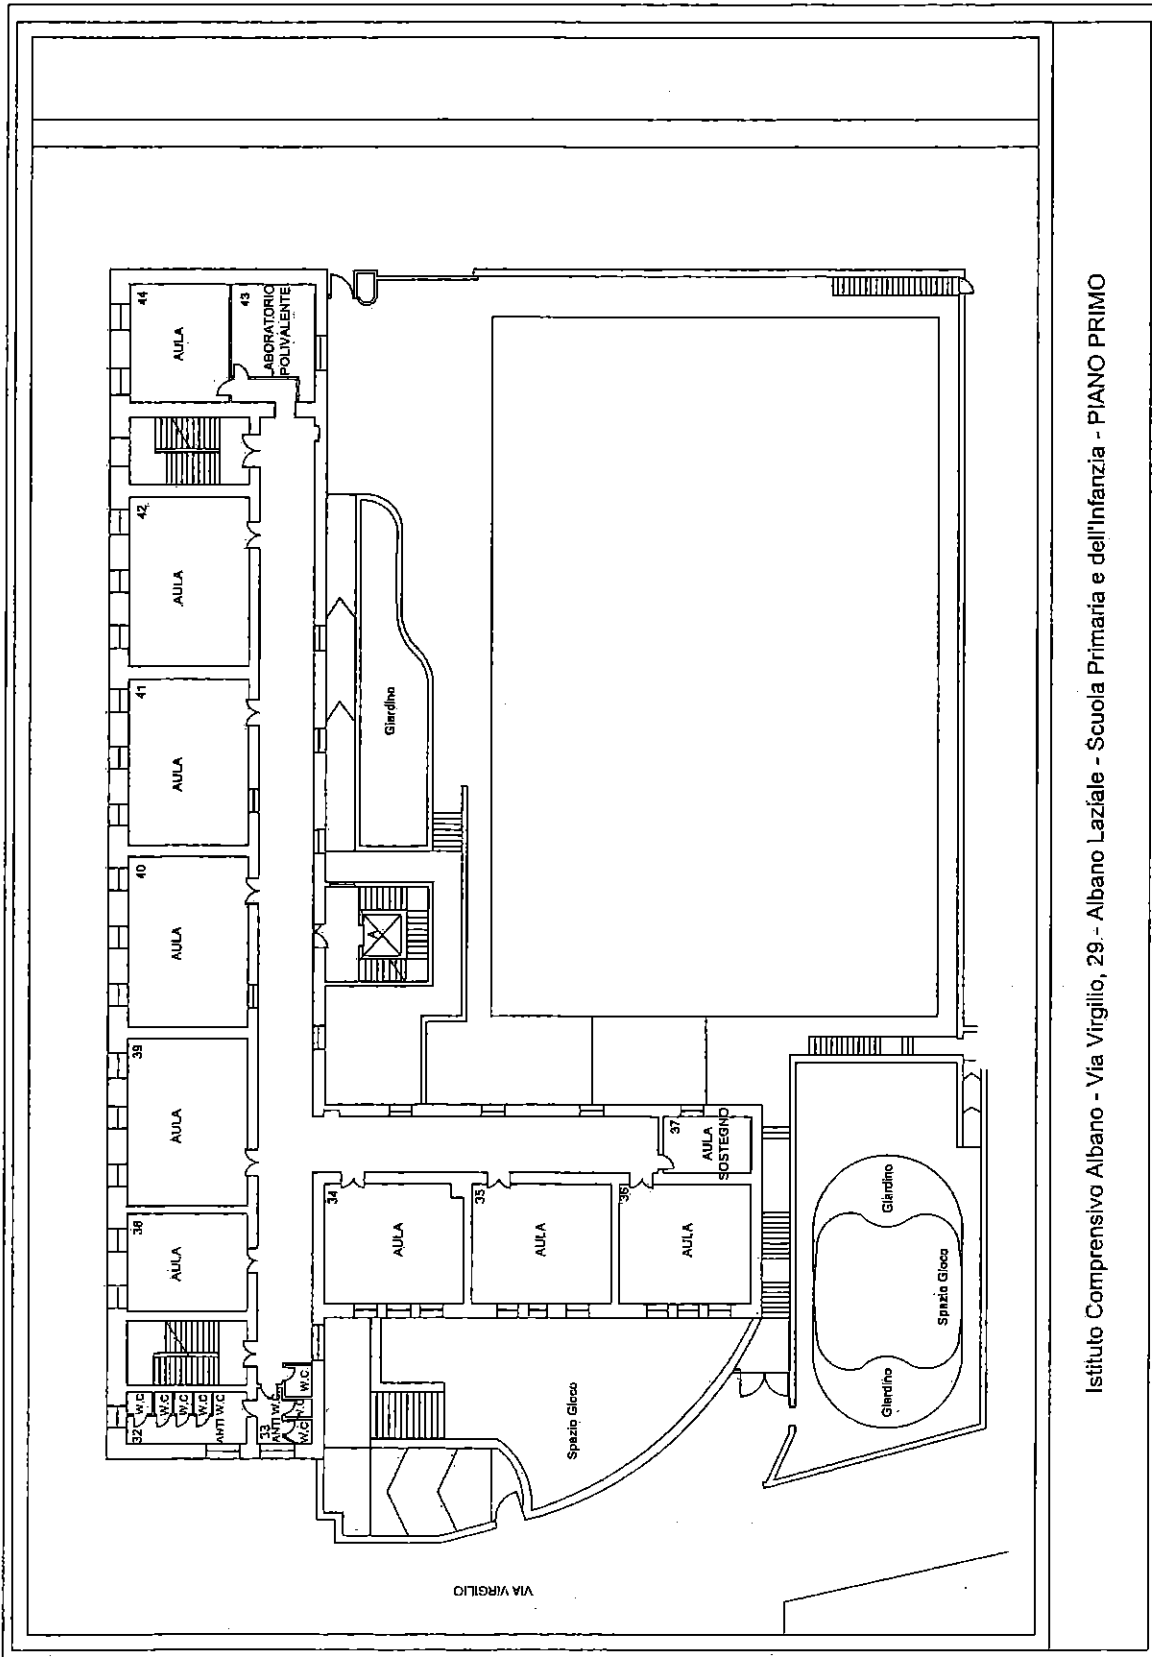 32
W.C
W.C
W.C
W.C
ANTI W.C
33
ANTI W.C
W.C
W.C
W.C.
38
AULA
39
AULA
40
AULA
41
AULA
42
AULA
44
AULA
43
ABORATORIO
POLIVALENTE
34
AULA
35
AULA
36
AULA
37
AULA
SOSTEGNO
A
Giardino
Spazio Gioco
Giardino
Spazio Gioco
Giardino
VIA VIRGILIO
Istituto Comprensivo Albano - Via Virgilio, 29.- Albano Laziale - Scuola Primaria e dell'Infanzia - PIANO PRIMO